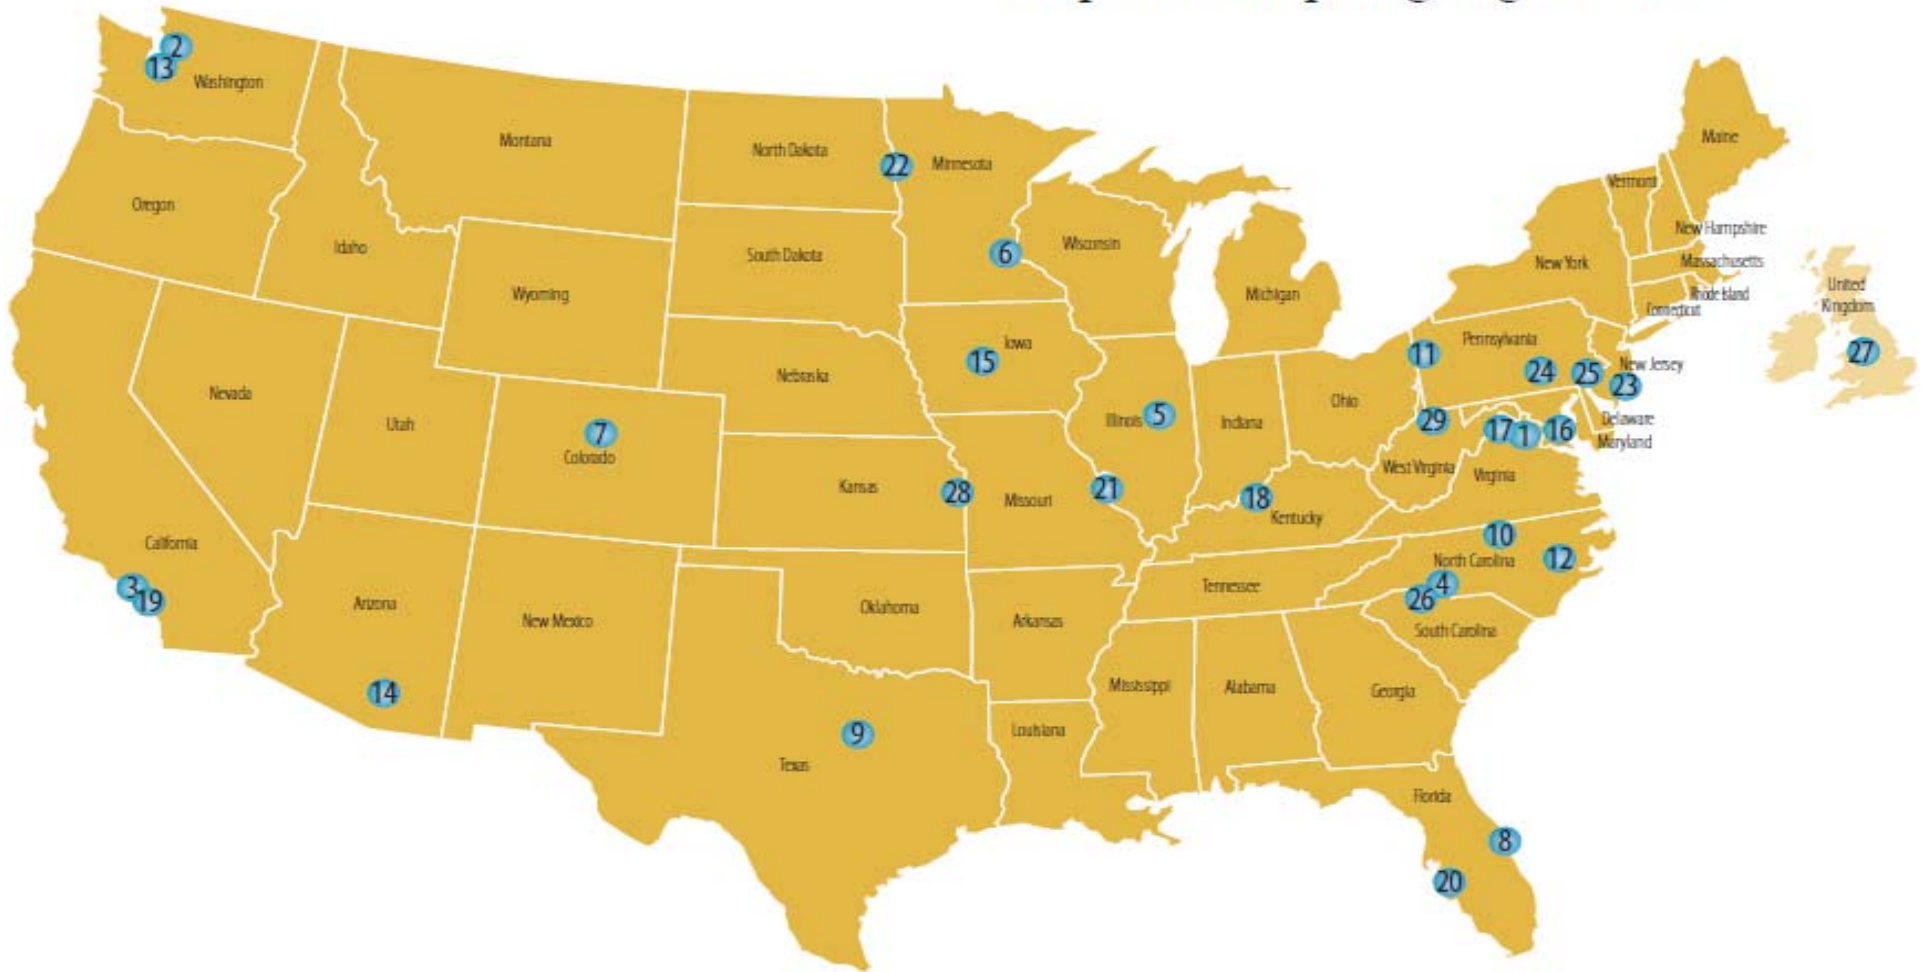 2
13
Washington
Montana
North Dakota
22
Minnesota
Maine
Oregon
Idaho
Vermont
New Hampshire
South Dakota
6
Wisconsin
New York
Massachusetts
Wyoming
Michigan
Rhode Island
Connecticut
United
Kingdom
27
Iowa
15
11
Pennsylvania
24
25
New Jersey
23
Nebraska
Nevada
Utah
7
Colorado
Illinois
5
Indiana
Ohio
29
17
1
16
Delaware
Maryland
Kansas
28
Missouri
21
18
Kentucky
West Virginia
Virginia
California
3
19
Arizona
New Mexico
Oklahoma
Arkansas
Tennessee
10
North Carolina
12
4
26
South Carolina
14
9
Texas
Louisiana
Mississippi
Alabama
Georgia
Florida
8
20